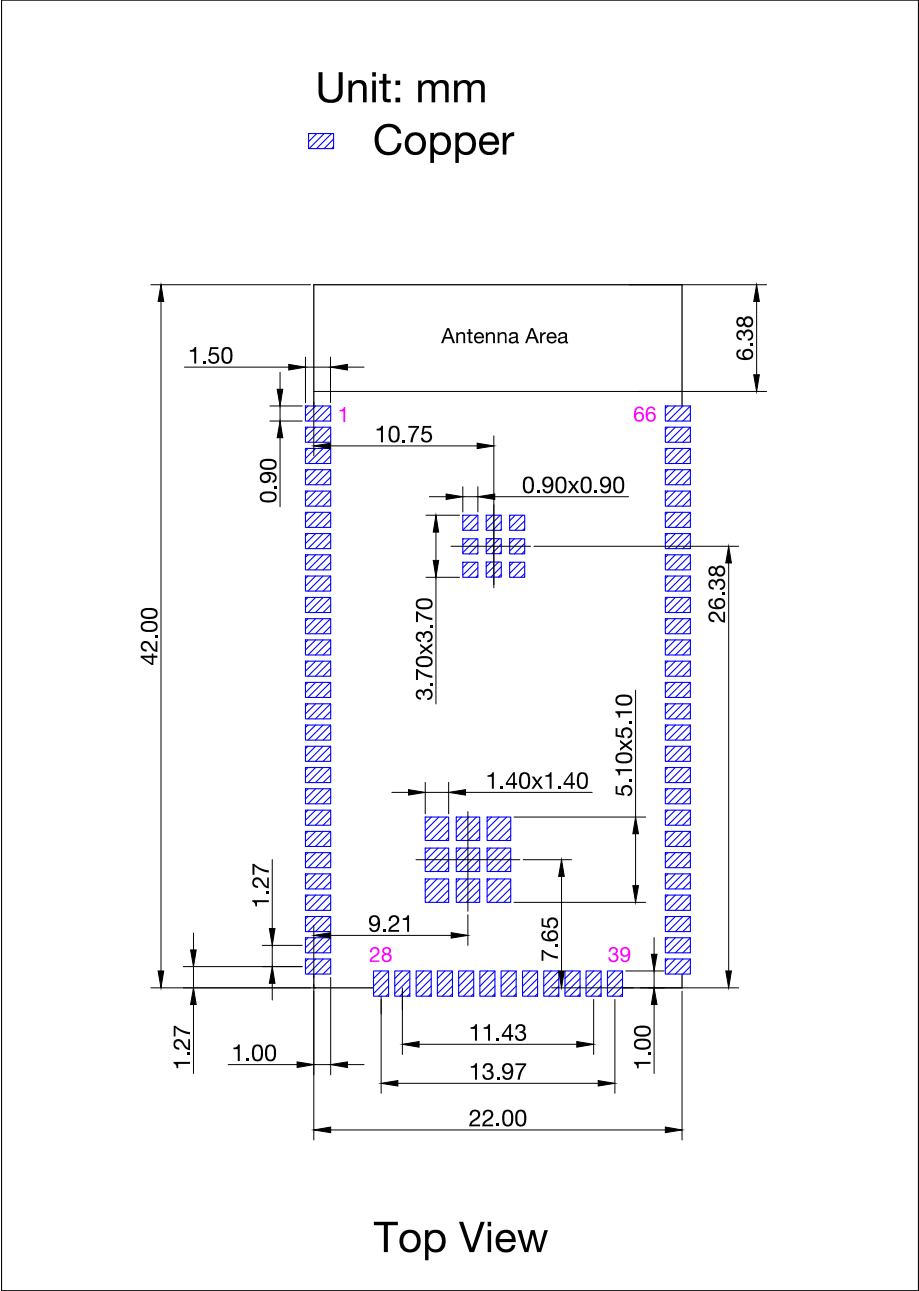 Unit: mm
Copper
Antenna Area
6.38
1.50
1
66
10.75
0.90
0.90x0.90
3.70x3.70
26.38
42.00
5.10x5.10
1.40x1.40
1.27
9.21
7.65
28
39
1.27
1.00
11.43
1.00
13.97
22.00
Top View